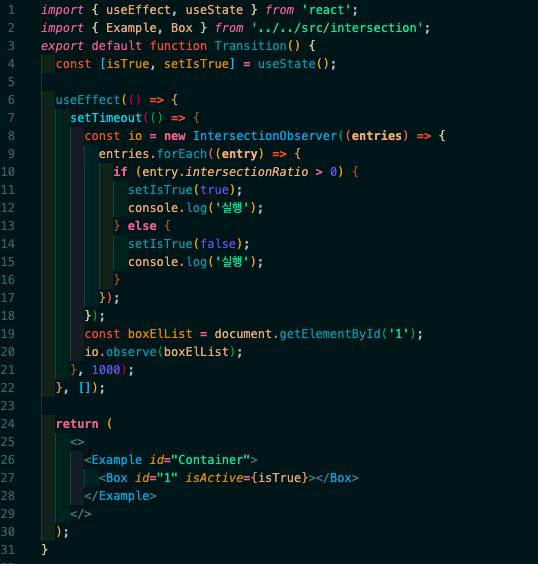 1 import { useEffect, useState } from 'react';
2 import { Example, Box } from '../../src/intersection';
3 export default function Transition() {
4 const [isTrue, setIsTrue] = useState();
5
6 useEffect(() => {
7 setTimeout(() => {
8 const io = new IntersectionObserver((entries) => {
9 entries.forEach((entry) => {
10 if (entry.intersectionRatio > 0) {
11 setIsTrue(true);
12 console.log('실행');
13 } else {
14 setIsTrue(false);
15 console.log('실행');
16 }
17 });
18 });
19 const boxElList = document.getElementById('1');
20 io.observe(boxElList);
21 }, 1000);
22 }, []);
23
24 return (
25 <>
26 <Example id="Container">
27 <Box id="1" isActive={isTrue}></Box>
28 </Example>
29 </>
30 );
31 }